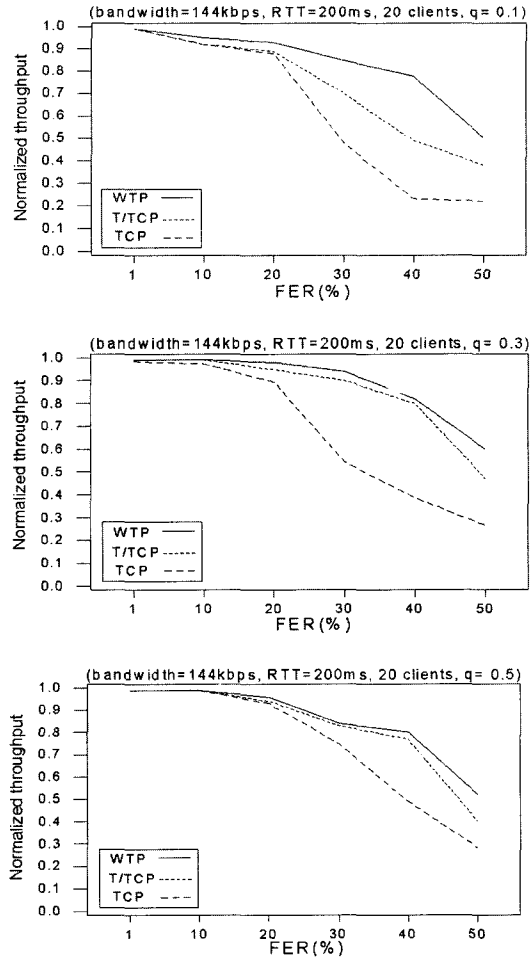 (bandwidth=144kbps, RTT=200ms, 20 clients, q= 0.1)
Normalized throughput
1.0
0.9
0.8
0.7
0.6
0.5
0.4
0.3
0.2
0.1
0.0
WTP
T/TCP
TCP
1 10 20 30 40 50
FER(%)
(bandwidth=144kbps, RTT=200ms, 20 clients, q= 0.3)
Normalized throughput
1.0
0.9
0.8
0.7
0.6
0.5
0.4
0.3
0.2
0.1
0.0
WTP
T/TCP
TCP
1 10 20 30 40 50
FER(%)
(bandwidth=144kbps, RTT=200ms, 20 clients, q= 0.5)
Normalized throughput
1.0
0.9
0.8
0.7
0.6
0.5
0.4
0.3
0.2
0.1
0.0
WTP
T/TCP
TCP
1 10 20 30 40 50
FER(%)